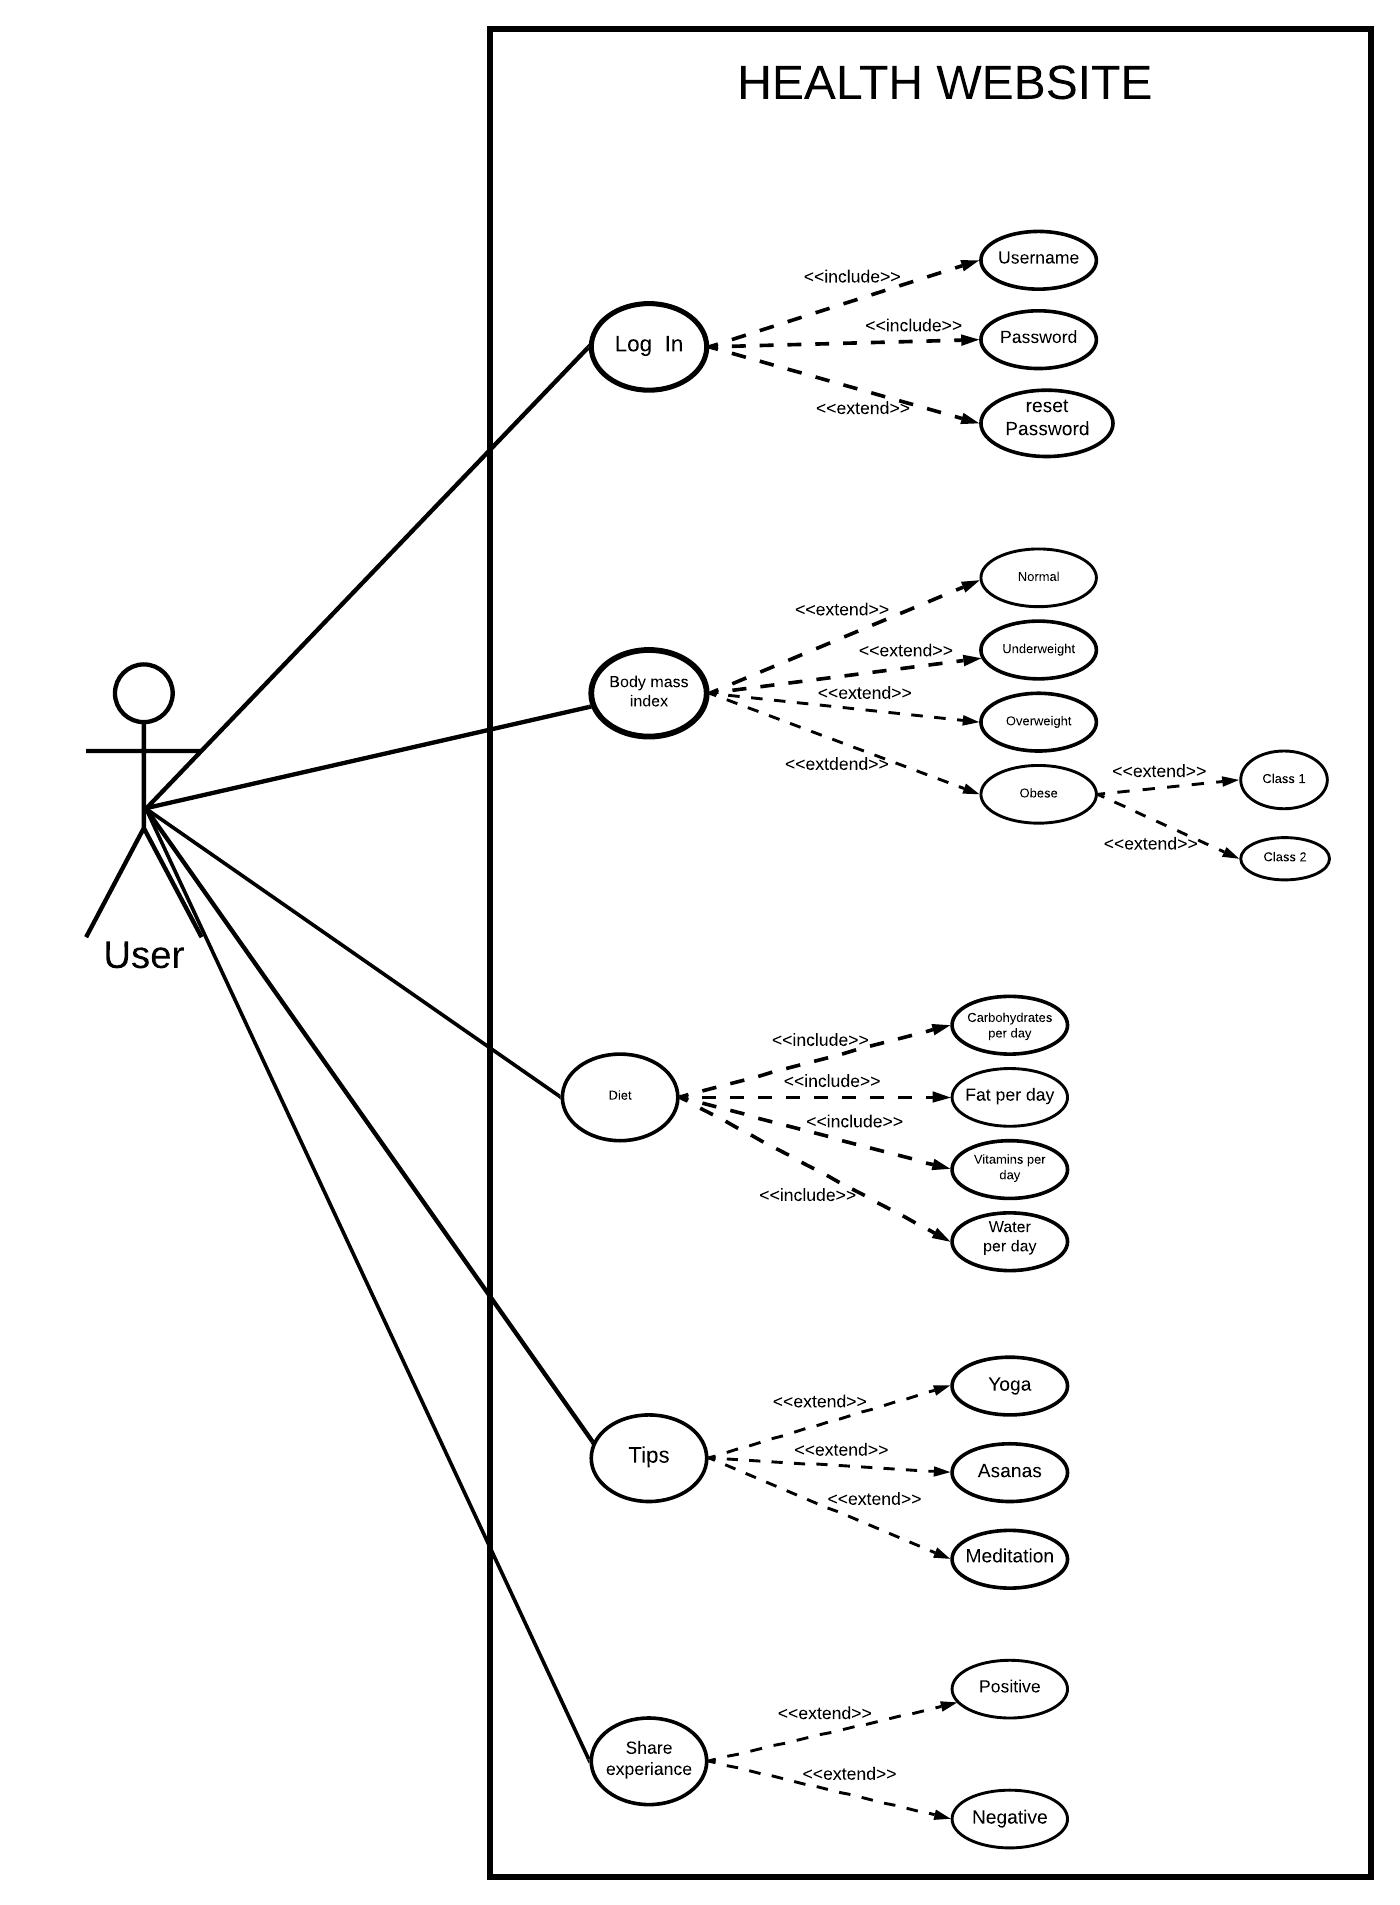 HEALTH WEBSITE
Username
<<include>>
Password
<<include>>
Log  In
reset
Password
<<extend>>
Normal
<<extend>>
Underweight
<<extend>>
Body mass
index
<<extend>>
Overweight
<<extdend>>
Obese
<<extend>>
Class 1
<<extend>>
Class 2
User
Carbohydrates
per day
<<include>>
<<include>>
Fat per day
Diet
<<include>>
Vitamins per
day
<<include>>
Water
per day
Yoga
<<extend>>
Tips
<<extend>>
Asanas
<<extend>>
Meditation
Positive
<<extend>>
Share
experiance
<<extend>>
Negative